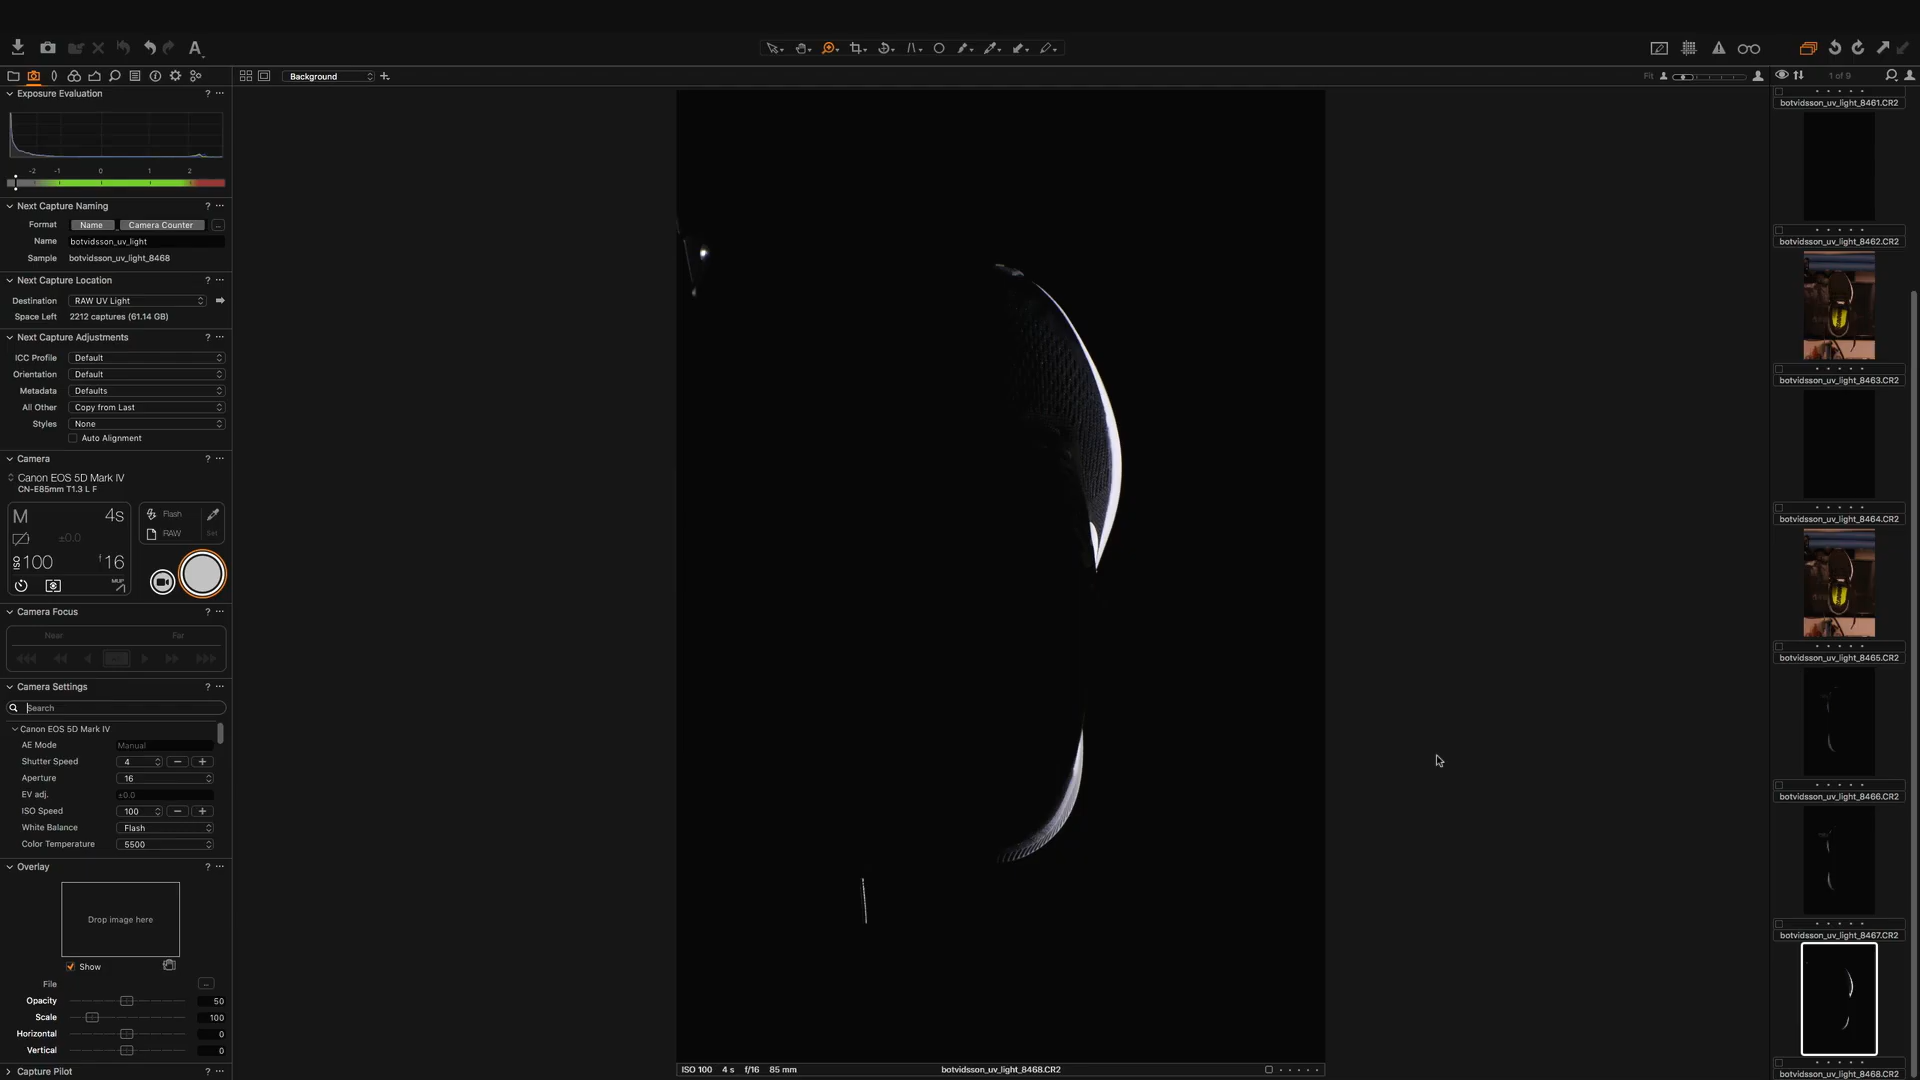 Background
Fit
1 of 9
Exposure Evaluation
-2 -1 0 1 2
Next Capture Naming
Format Name Camera Counter
Name botvidsson_uv_light
Sample botvidsson_uv_light_8468
Next Capture Location
Destination RAW UV Light
Space Left 2212 captures (61.14 GB)
Next Capture Adjustments
ICC Profile Default
Orientation Default
Metadata Defaults
All Other Copy from Last
Styles None
Auto Alignment
Camera
Canon EOS 5D Mark IV
CN-E85mm T1.3 L F
M 4s
Flash
±0.0
RAW Set
ISO 100 f 16
MUP
Camera Focus
Near Far
Camera Settings
Search
Canon EOS 5D Mark IV
AE Mode Manual
Shutter Speed 4
Aperture 16
EV adj. ±0.0
ISO Speed 100
White Balance Flash
Color Temperature 5500
Overlay
Drop image here
Show
File
Opacity 50
Scale 100
Horizontal 0
Vertical 0
Capture Pilot
ISO 100 4 s f/16 85 mm
botvidsson_uv_light_8468.CR2
botvidsson_uv_light_8461.CR2
botvidsson_uv_light_8462.CR2
botvidsson_uv_light_8463.CR2
botvidsson_uv_light_8464.CR2
botvidsson_uv_light_8465.CR2
botvidsson_uv_light_8466.CR2
botvidsson_uv_light_8467.CR2
botvidsson_uv_light_8468.CR2